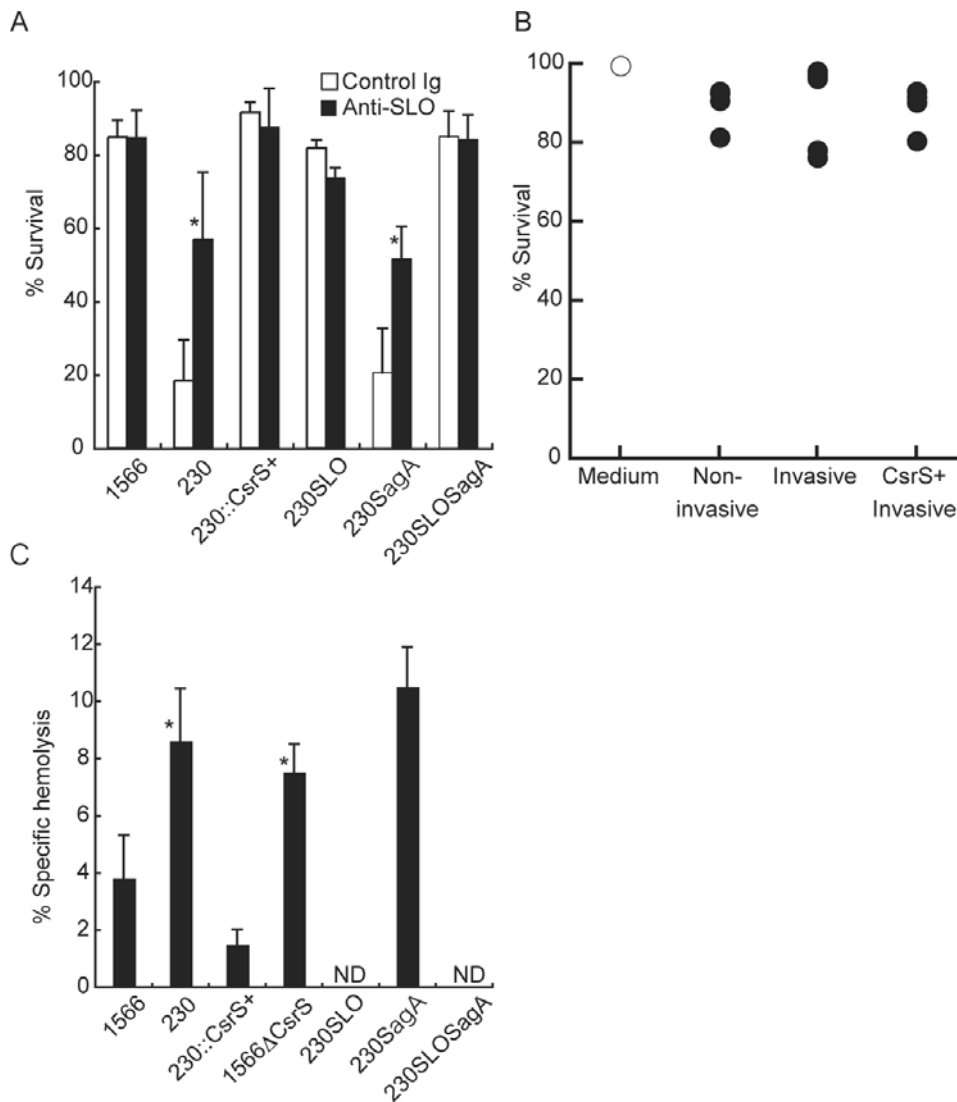 A
Control Ig
Anti-SLO
100
80
60
40
20
0
% Survival
*
*
1566
230
230::CsrS+
230SLO
230SagA
230SLOSagA
B
100
80
60
40
20
0
% Survival
Medium
Non-
invasive
Invasive
CsrS+
Invasive
C
14
12
10
8
6
4
2
0
% Specific hemolysis
*
*
ND
ND
1566
230
230::CsrS+
1566ΔCsrS
230SLO
230SagA
230SLOSagA